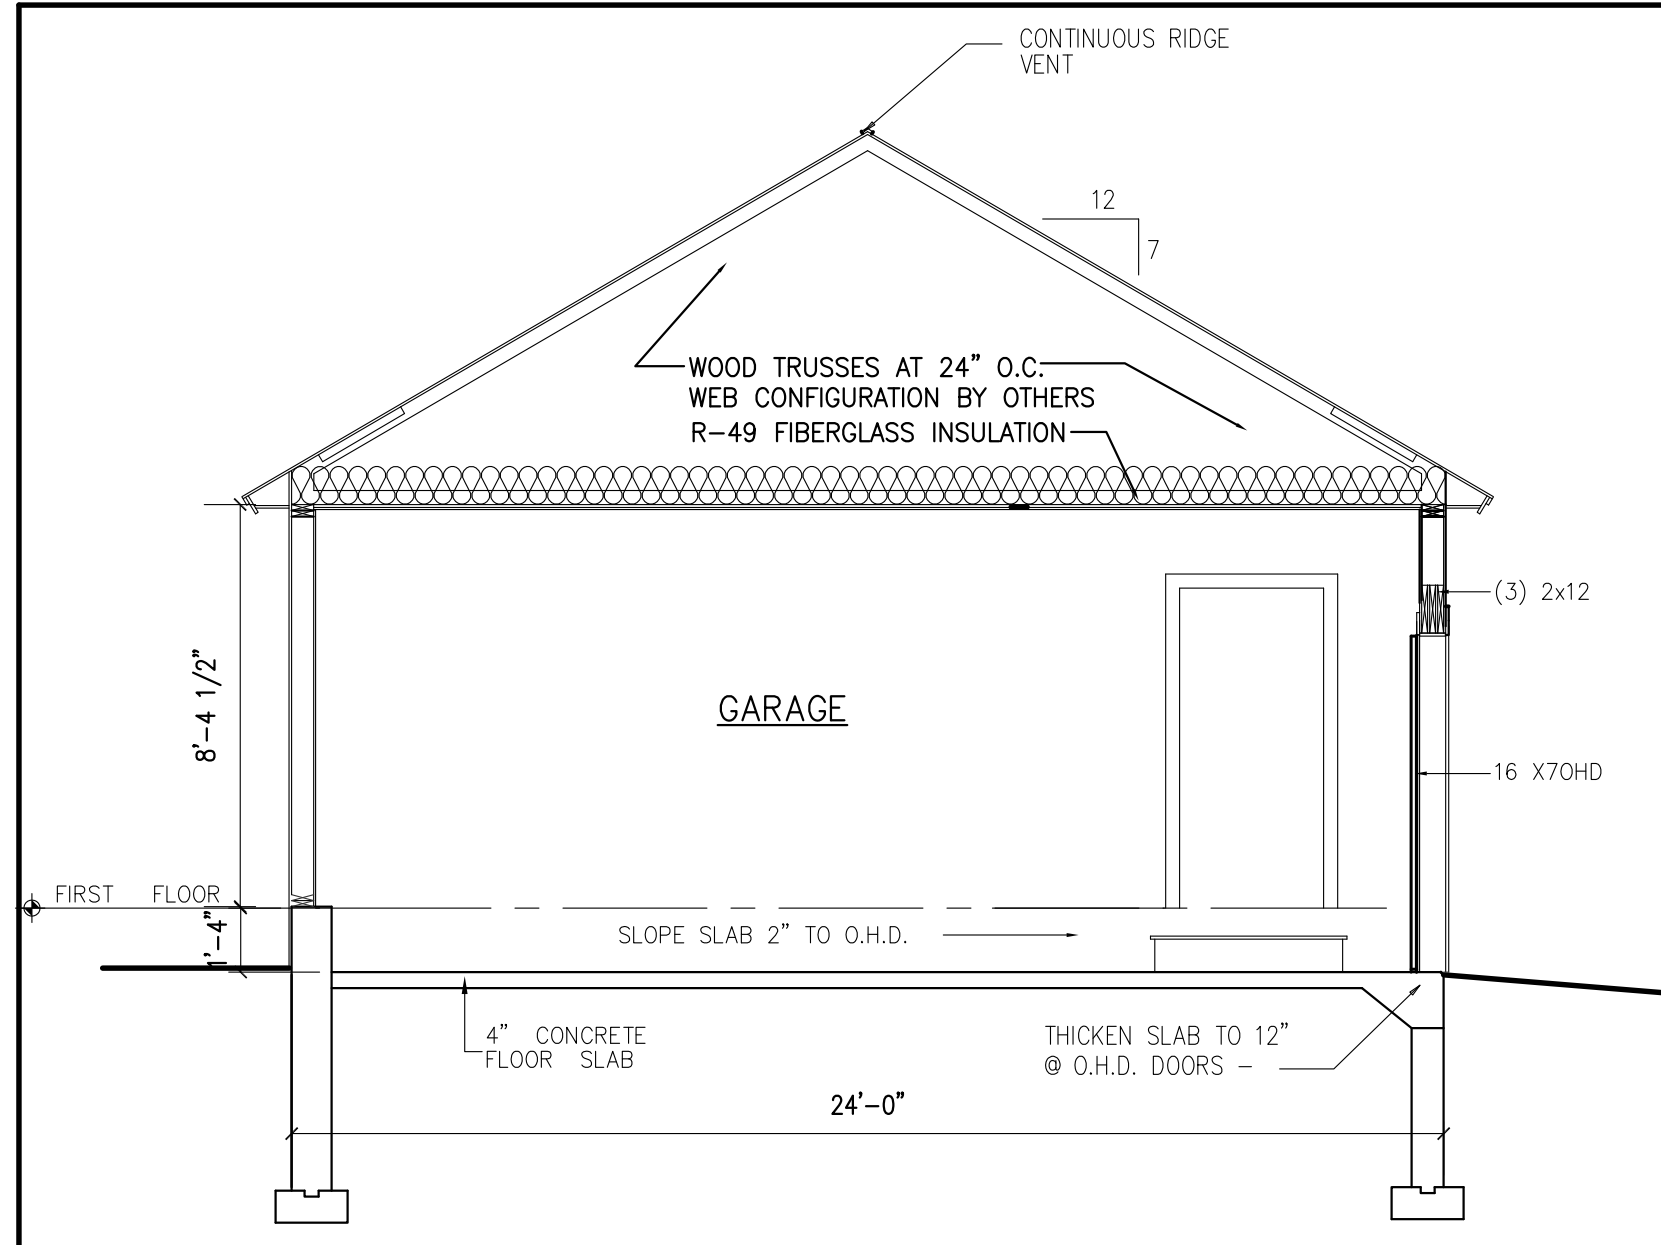 CONTINUOUS RIDGE
VENT
12
7
WOOD TRUSSES AT 24” O.C.
WEB CONFIGURATION BY OTHERS
R–49 FIBERGLASS INSULATION
(3) 2x12
8’–4 1/2”
GARAGE
16 X7OHD
FIRST FLOOR
1’–4”
SLOPE SLAB 2” TO O.H.D.
4” CONCRETE
FLOOR SLAB
THICKEN SLAB TO 12”
@ O.H.D. DOORS –
24’–0”